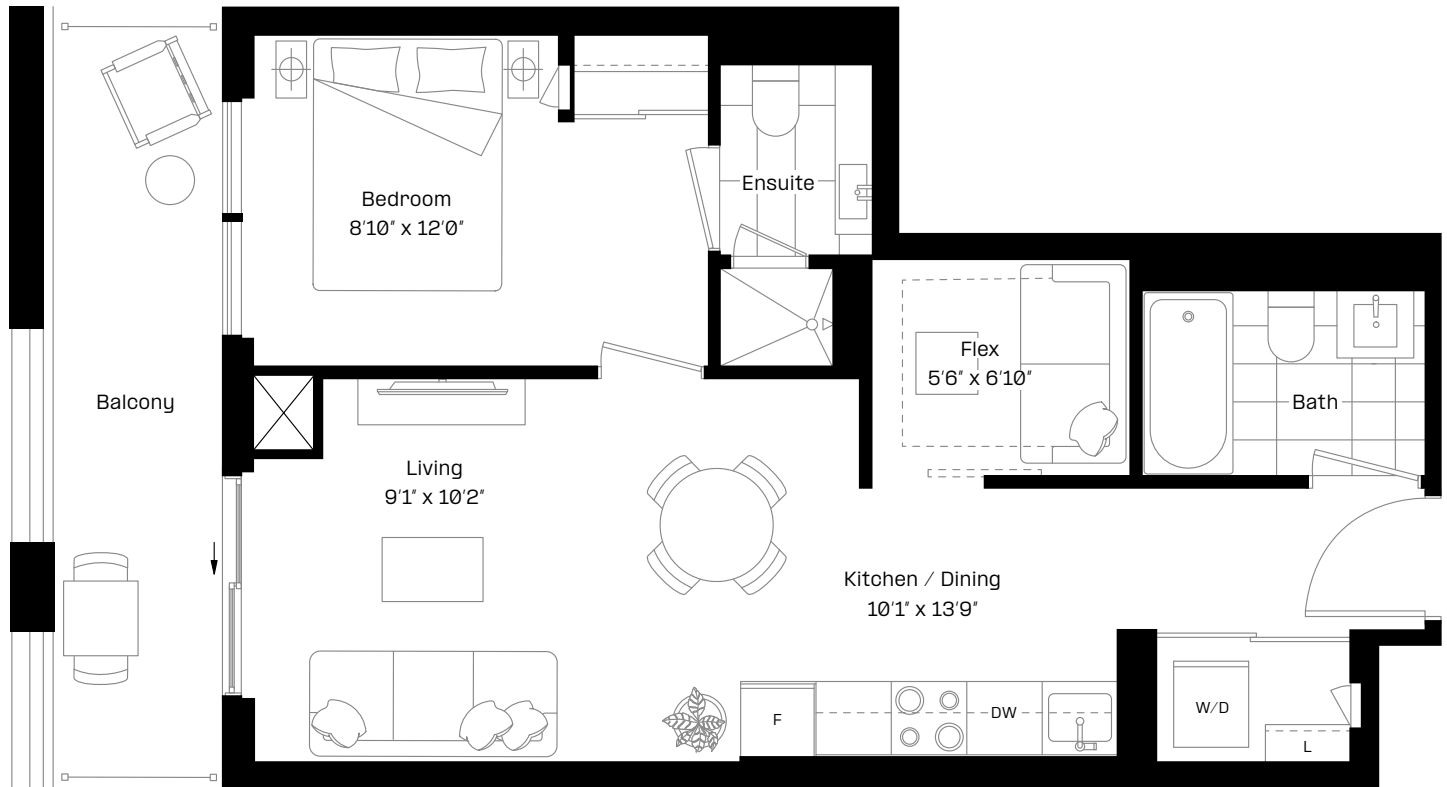 Bedroom
8'10" x 12'0"
Ensuite
Flex
5'6" x 6'10"
Bath
Balcony
Living
9'1" x 10'2"
Kitchen / Dining
10'1" x 13'9"
F
DW
W/D
L